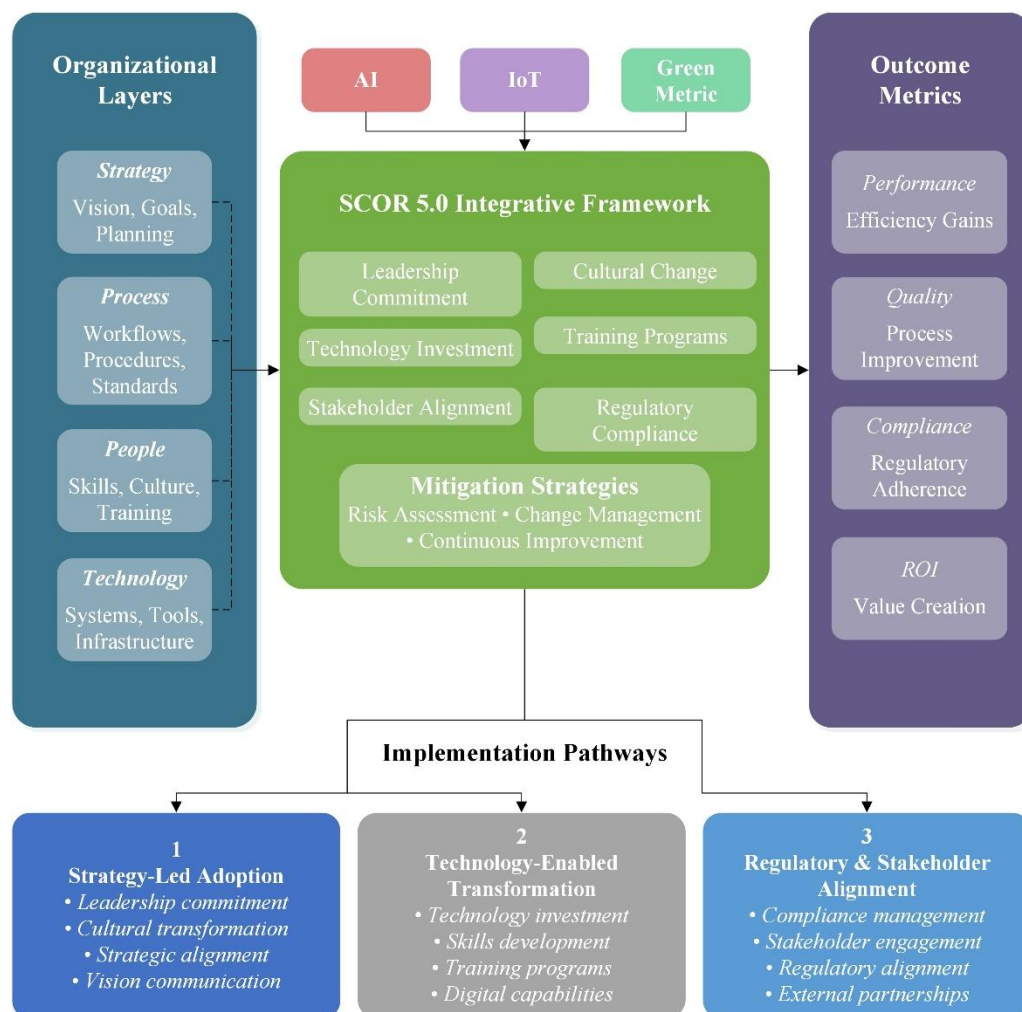 Organizational
Layers
Strategy
Vision, Goals,
Planning
Process
Workflows,
Procedures,
Standards
People
Skills, Culture,
Training
Technology
Systems, Tools,
Infrastructure
AI
IoT
Green
Metric
SCOR 5.0 Integrative Framework
Leadership
Commitment
Cultural Change
Technology Investment
Training Programs
Stakeholder Alignment
Regulatory
Compliance
Mitigation Strategies
Risk Assessment • Change Management
• Continuous Improvement
Outcome
Metrics
Performance
Efficiency Gains
Quality
Process
Improvement
Compliance
Regulatory
Adherence
ROI
Value Creation
Implementation Pathways
1
Strategy-Led Adoption
• Leadership commitment
• Cultural transformation
• Strategic alignment
• Vision communication
2
Technology-Enabled
Transformation
• Technology investment
• Skills development
• Training programs
• Digital capabilities
3
Regulatory & Stakeholder
Alignment
• Compliance management
• Stakeholder engagement
• Regulatory alignment
• External partnerships